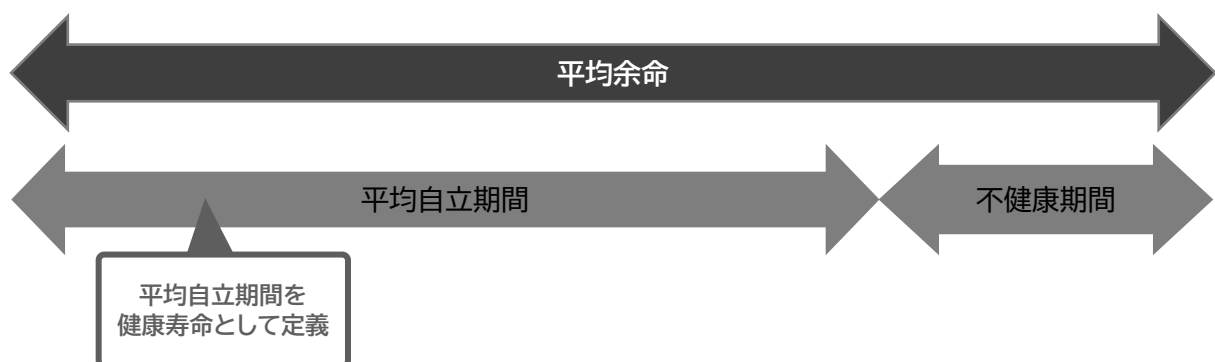 平均余命
平均自立期間
不健康期間
平均自立期間を
健康寿命として定義